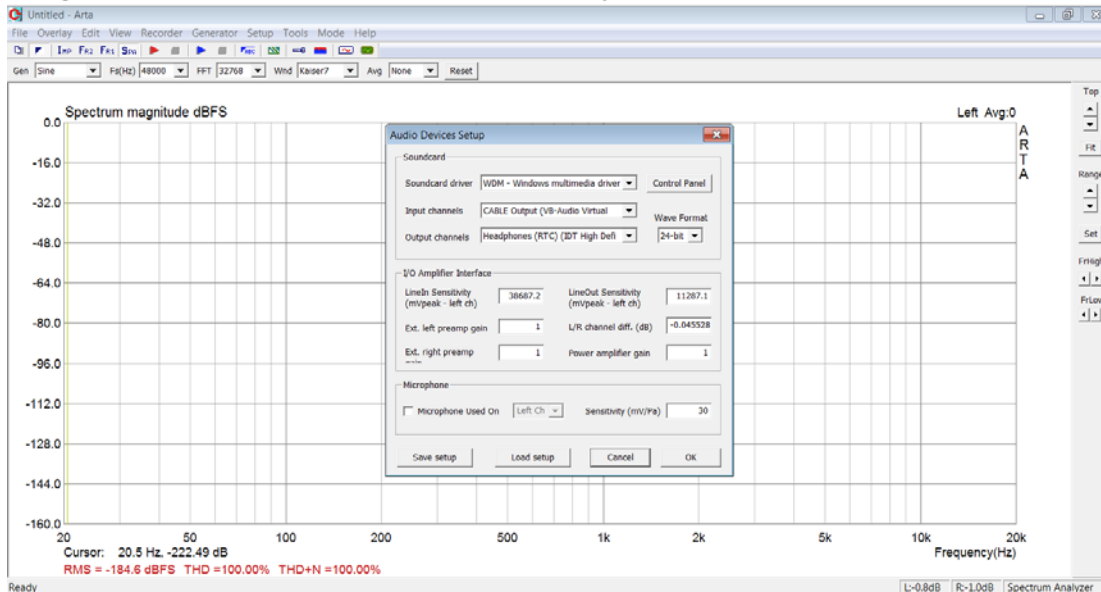 Untitled - Arta
File Overlay Edit View Recorder Generator Setup Tools Mode Help
IMP FR2 FR1 SPA REC
Gen Sine Fs(Hz) 48000 FFT 32768 Wnd Kaiser7 Avg None Reset
Spectrum magnitude dBFS
Left Avg:0
Top
Fit
Range
Set
FrHigh
FrLow
A
R
T
A
0.0
-16.0
-32.0
-48.0
-64.0
-80.0
-96.0
-112.0
-128.0
-144.0
-160.0
Audio Devices Setup
Soundcard
Soundcard driver WDM - Windows multimedia driver Control Panel
Input channels CABLE Output (VB-Audio Virtual
Wave Format
Output channels Headphones (RTC) (IDT High Defi 24-bit
I/O Amplifier Interface
LineIn Sensitivity (mVpeak - left ch) 38687.2 LineOut Sensitivity (mVpeak - left ch) 11287.1
Ext. left preamp gain 1 L/R channel diff. (dB) -0.045528
Ext. right preamp 1 Power amplifier gain 1
Microphone
Microphone Used On Left Ch Sensitivity (mV/Pa) 30
Save setup Load setup Cancel OK
20 50 100 200 500 1k 2k 5k 10k 20k
Cursor: 20.5 Hz, -222.49 dB
Frequency(Hz)
RMS = -184.6 dBFS THD =100.00% THD+N =100.00%
Ready
L:-0.8dB R:-1.0dB Spectrum Analyzer